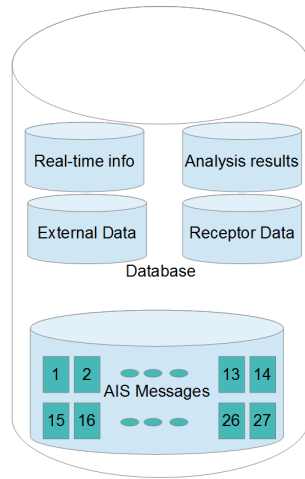 Real-time info
Analysis results
External Data
Receptor Data
Database
1 2 13 14
AIS Messages
15 16 26 27